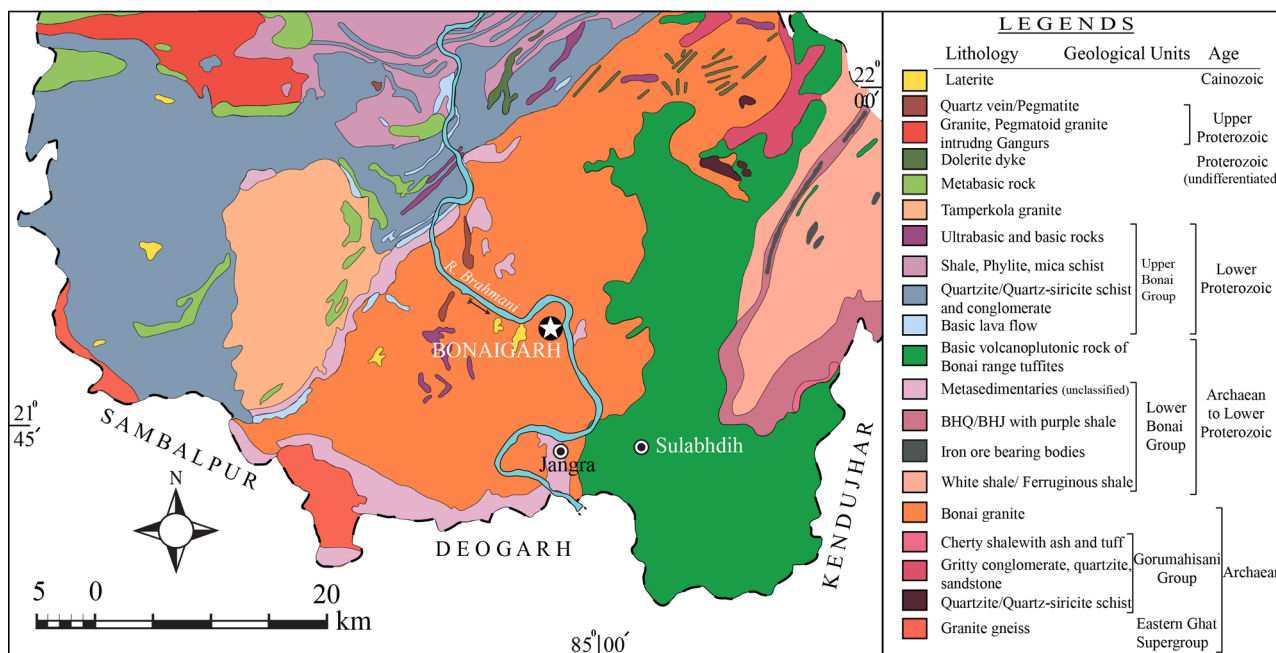 22° 00′
R. Brahmani
BONAIGARH
21° 45′
SAMBALPUR
Jangra
Sulabhdih
KENDUJHAR
DEOGARH
N
5 0 20 km
85° 00′
LEGENDS
Lithology Geological Units Age
Laterite Cainozoic
Quartz vein/Pegmatite
Granite, Pegmatoid granite
intrudng Gangurs
Upper
Proterozoic
Dolerite dyke
Proterozoic
(undifferentiated)
Metabasic rock
Tamperkola granite
Ultrabasic and basic rocks
Shale, Phylite, mica schist
Quartzite/Quartz-siricite schist
and conglomerate
Basic lava flow
Upper
Bonai
Group
Lower
Proterozoic
Basic volcanoplutonic rock of
Bonai range tuffites
Metasedimentaries (unclassified)
BHQ/BHJ with purple shale
Iron ore bearing bodies
White shale/ Ferruginous shale
Lower
Bonai
Group
Archaean
to Lower
Proterozoic
Bonai granite
Cherty shalewith ash and tuff
Gritty conglomerate, quartzite,
sandstone
Quartzite/Quartz-siricite schist
Gorumahisani
Group
Archaean
Granite gneiss
Eastern Ghat
Supergroup